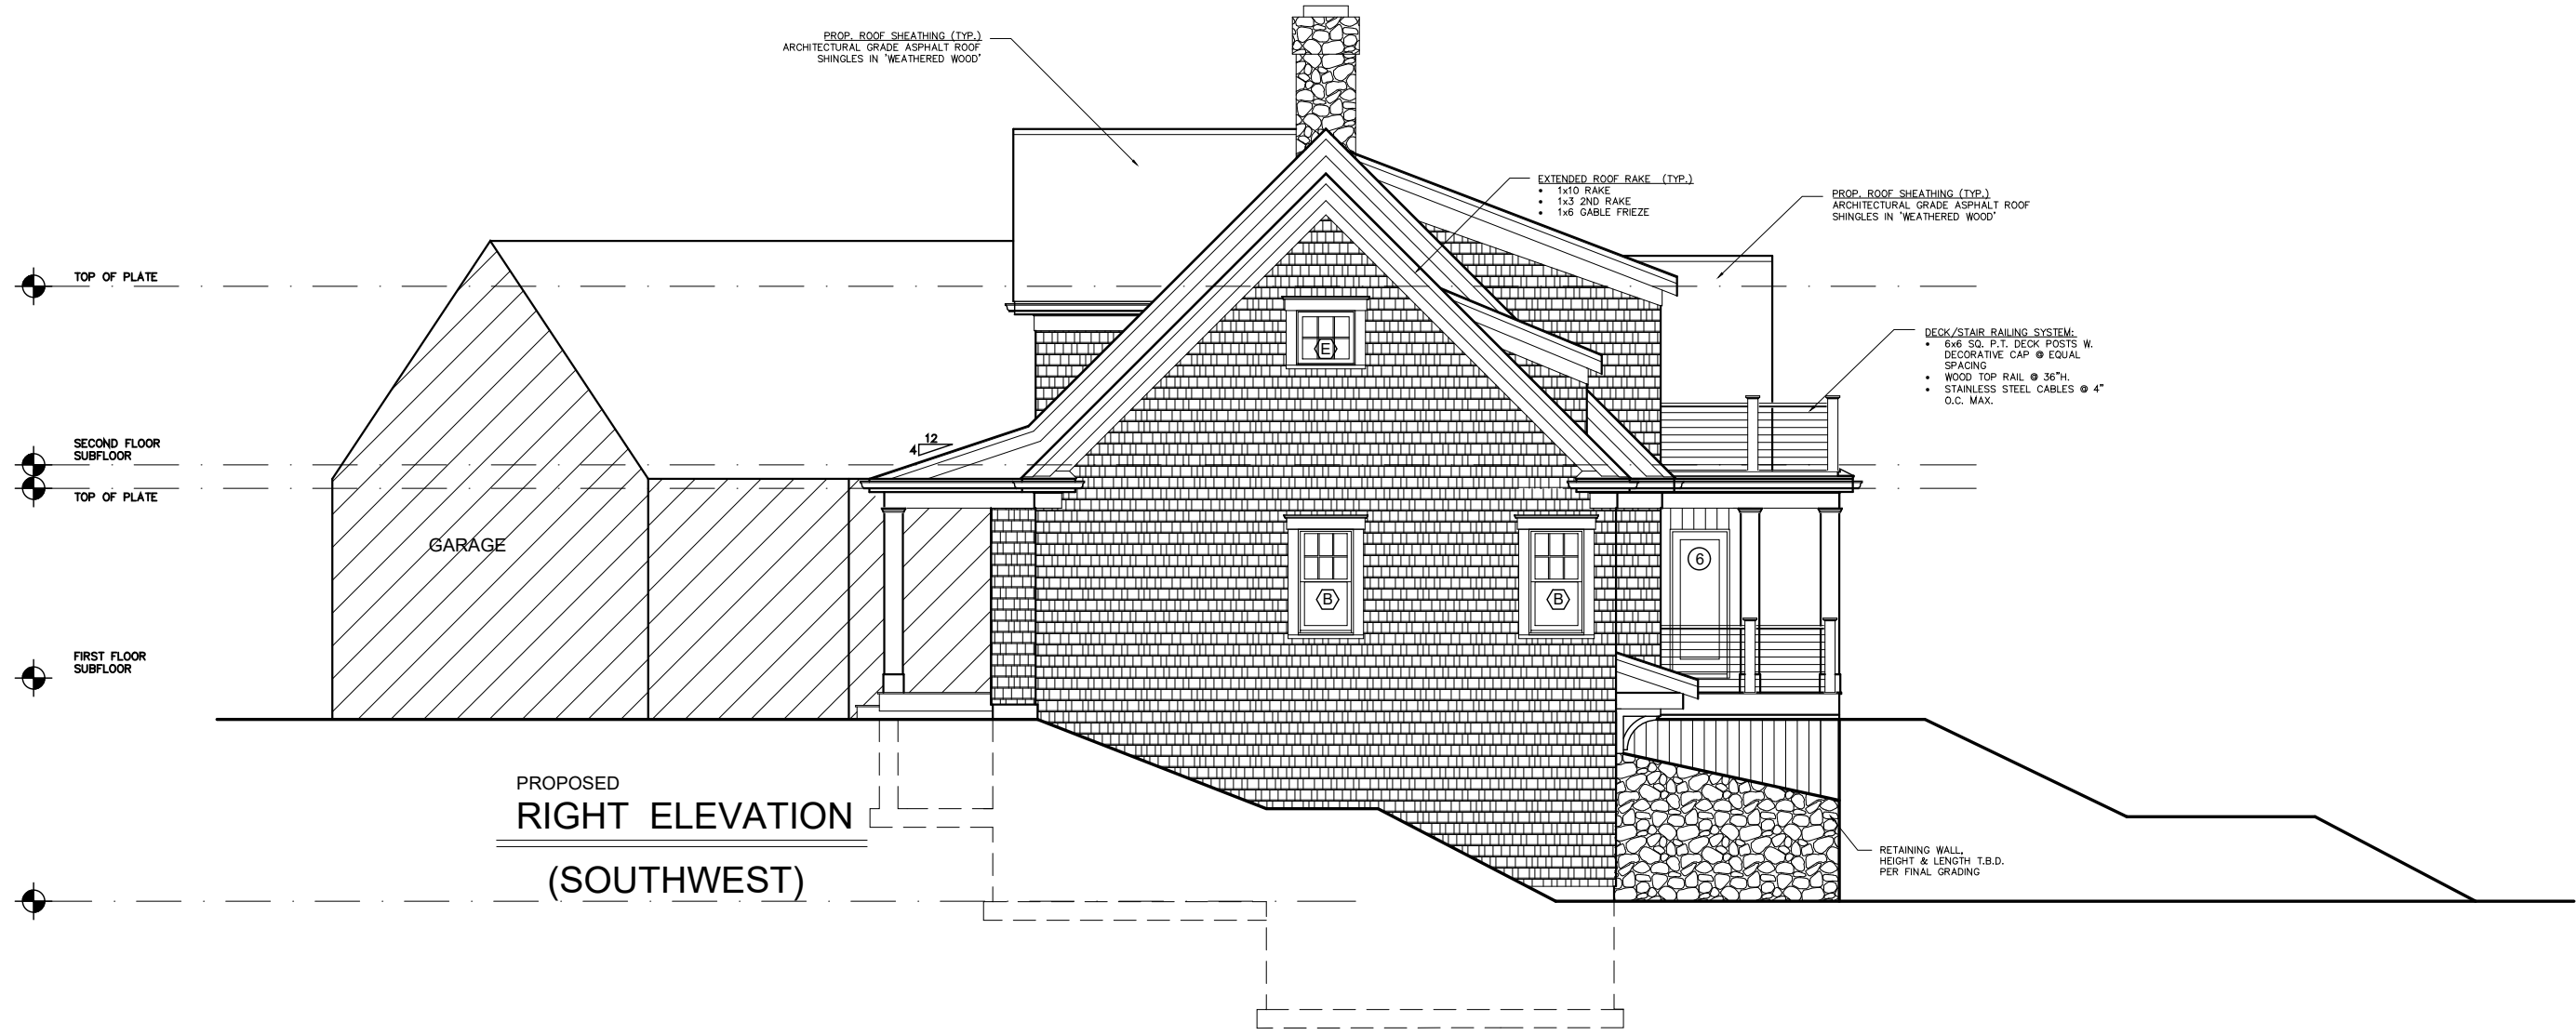 PROP. ROOF SHEATHING (TYP.)
ARCHITECTURAL GRADE ASPHALT ROOF
SHINGLES IN 'WEATHERED WOOD'
EXTENDED ROOF RAKE (TYP.)
• 1x10 RAKE
• 1x3 2ND RAKE
• 1x6 GABLE FRIEZE
PROP. ROOF SHEATHING (TYP.)
ARCHITECTURAL GRADE ASPHALT ROOF
SHINGLES IN 'WEATHERED WOOD'
TOP OF PLATE
DECK/STAIR RAILING SYSTEM:
• 6x6 SQ. P.T. DECK POSTS W.
DECORATIVE CAP @ EQUAL
SPACING
• WOOD TOP RAIL @ 36"H.
• STAINLESS STEEL CABLES @ 4"
O.C. MAX.
E
12
4
SECOND FLOOR
SUBFLOOR
TOP OF PLATE
GARAGE
6
B
B
FIRST FLOOR
SUBFLOOR
PROPOSED
RIGHT ELEVATION
(SOUTHWEST)
RETAINING WALL,
HEIGHT & LENGTH T.B.D.
PER FINAL GRADING